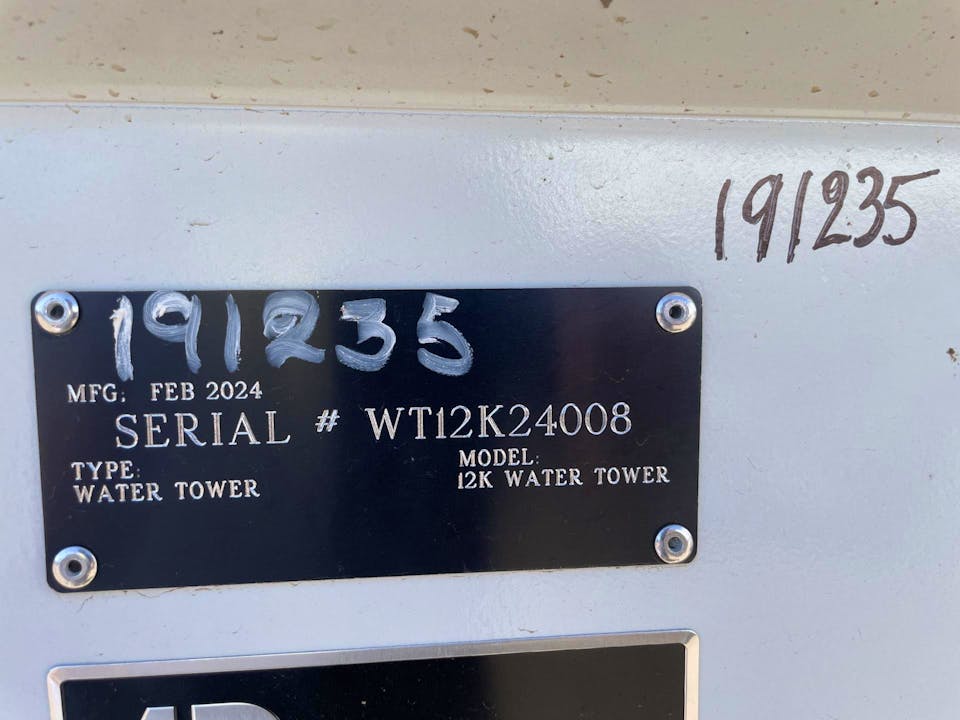 191235
191235
MFG: FEB 2024
SERIAL # WT12K24008
TYPE:
WATER TOWER
MODEL:
12K WATER TOWER